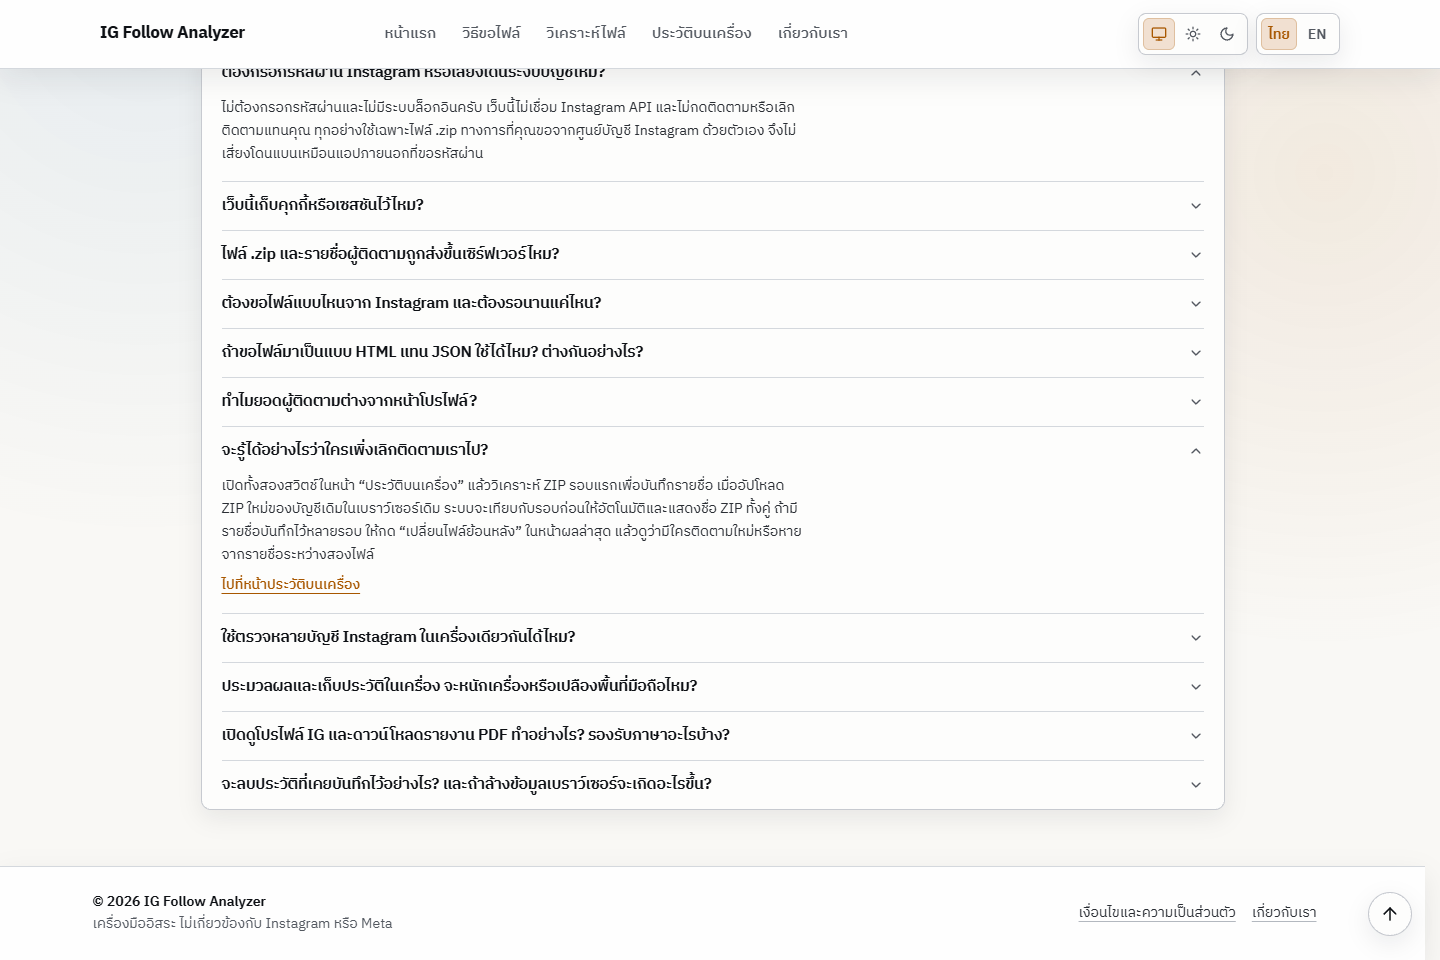 IG Follow Analyzer
หน้าแรก
วิธีขอไฟล์
วิเคราะห์ไฟล์
ประวัติบนเครื่อง
เกี่ยวกับเรา
ไทย
EN
ต้องกรอกรหัสผ่าน Instagram หรือเสี่ยงโดนระงับบัญชีไหม?
ไม่ต้องกรอกรหัสผ่านและไม่มีระบบล็อกอินครับ เว็บนี้ไม่เชื่อม Instagram API และไม่กดติดตามหรือเลิก
ติดตามแทนคุณ ทุกอย่างใช้เฉพาะไฟล์ .zip ทางการที่คุณขอจากศูนย์บัญชี Instagram ด้วยตัวเอง จึงไม่
เสี่ยงโดนแบนเหมือนแอปภายนอกที่ขอรหัสผ่าน
เว็บนี้เก็บคุกกี้หรือเซสชันไว้ไหม?
ไฟล์ .zip และรายชื่อผู้ติดตามถูกส่งขึ้นเซิร์ฟเวอร์ไหม?
ต้องขอไฟล์แบบไหนจาก Instagram และต้องรอนานแค่ไหน?
ถ้าขอไฟล์มาเป็นแบบ HTML แทน JSON ใช้ได้ไหม? ต่างกันอย่างไร?
ทำไมยอดผู้ติดตามต่างจากหน้าโปรไฟล์?
จะรู้ได้อย่างไรว่าใครเพิ่งเลิกติดตามเราไป?
เปิดทั้งสองสวิตช์ในหน้า “ประวัติบนเครื่อง” แล้ววิเคราะห์ ZIP รอบแรกเพื่อบันทึกรายชื่อ เมื่ออัปโหลด
ZIP ใหม่ของบัญชีเดิมในเบราว์เซอร์เดิม ระบบจะเทียบกับรอบก่อนให้อัตโนมัติและแสดงชื่อ ZIP ทั้งคู่ ถ้ามี
รายชื่อบันทึกไว้หลายรอบ ให้กด “เปลี่ยนไฟล์ย้อนหลัง” ในหน้าผลล่าสุด แล้วดูว่ามีใครติดตามใหม่หรือหาย
จากรายชื่อระหว่างสองไฟล์
ไปที่หน้าประวัติบนเครื่อง
ใช้ตรวจหลายบัญชี Instagram ในเครื่องเดียวกันได้ไหม?
ประมวลผลและเก็บประวัติในเครื่อง จะหนักเครื่องหรือเปลืองพื้นที่มือถือไหม?
เปิดดูโปรไฟล์ IG และดาวน์โหลดรายงาน PDF ทำอย่างไร? รองรับภาษาอะไรบ้าง?
จะลบประวัติที่เคยบันทึกไว้อย่างไร? และถ้าล้างข้อมูลเบราว์เซอร์จะเกิดอะไรขึ้น?
© 2026 IG Follow Analyzer
เครื่องมืออิสระ ไม่เกี่ยวข้องกับ Instagram หรือ Meta
เงื่อนไขและความเป็นส่วนตัว
เกี่ยวกับเรา